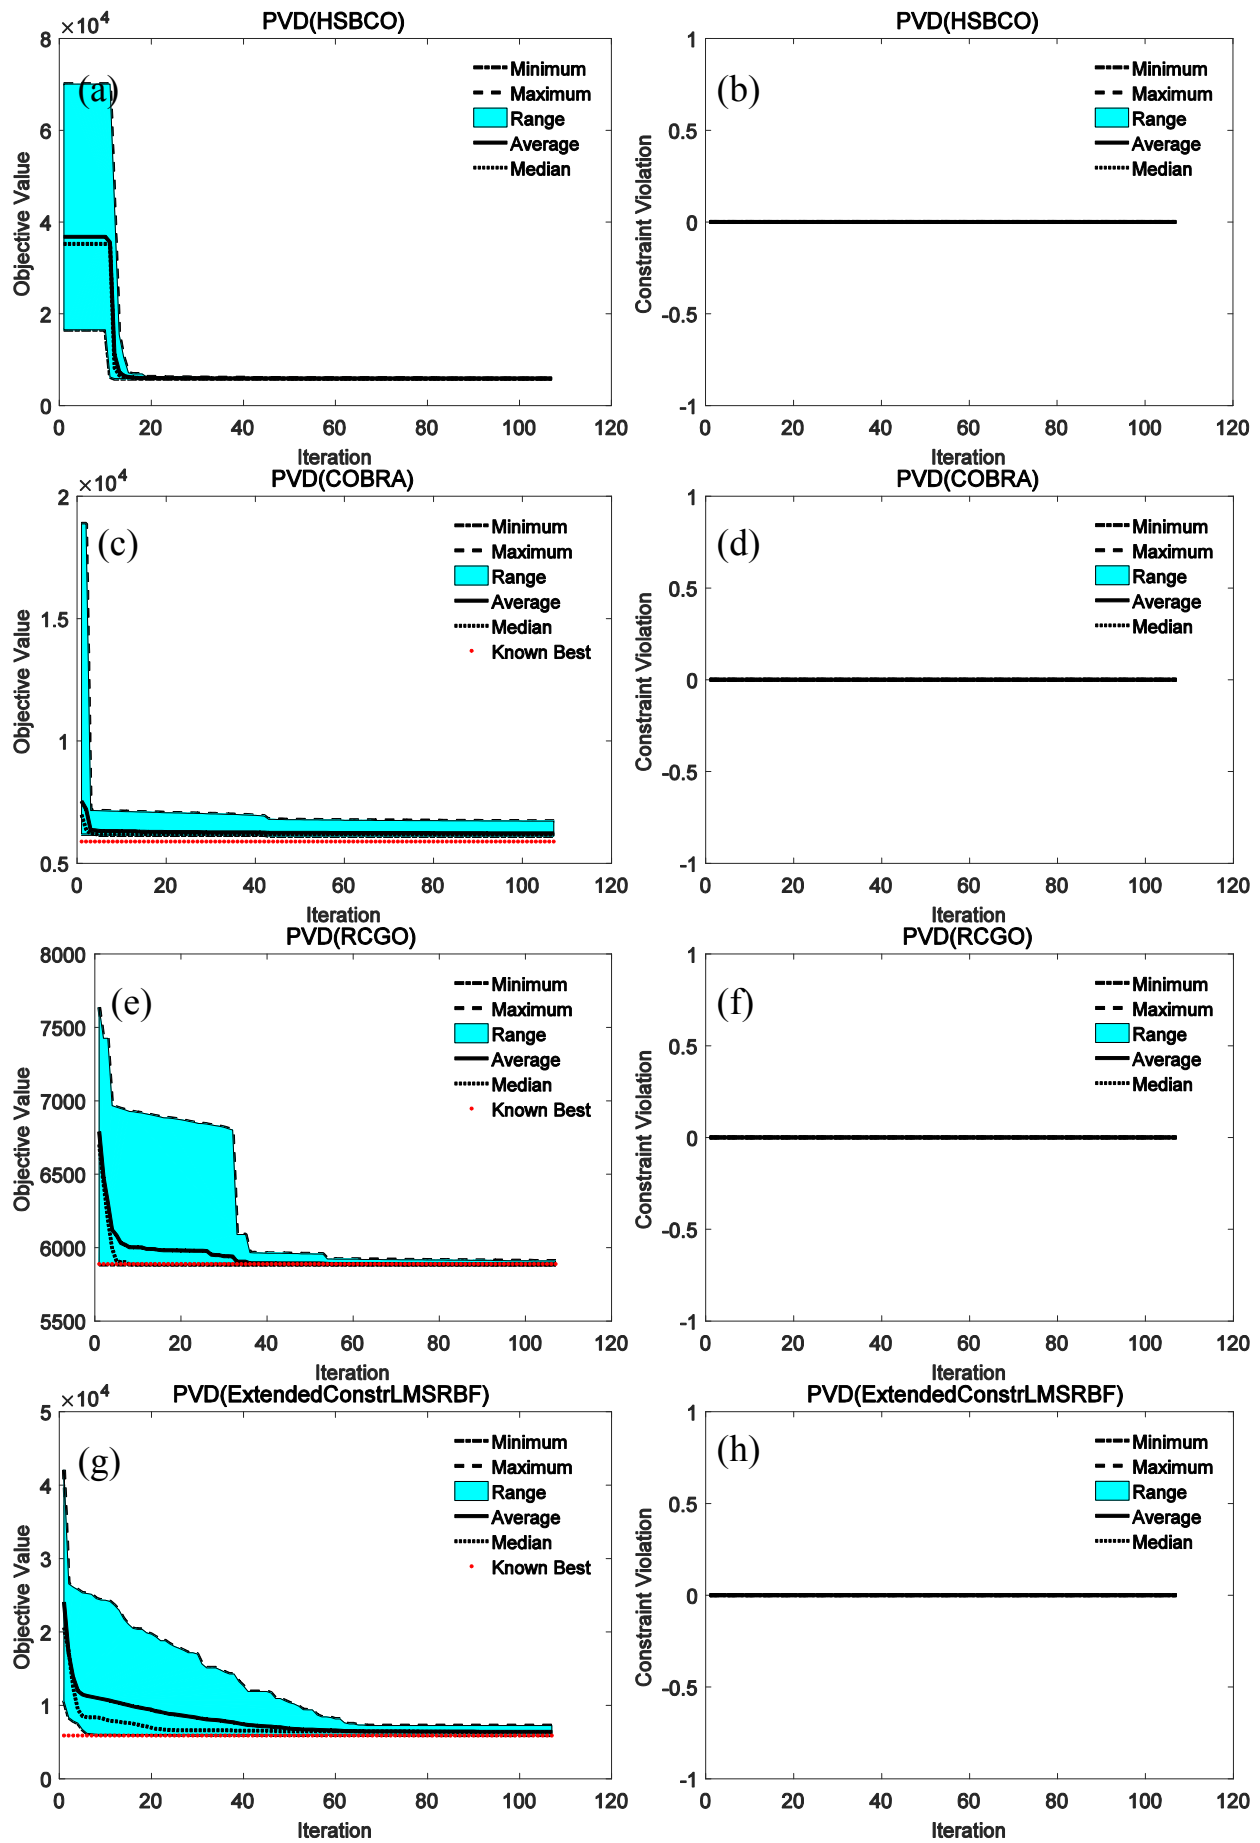 PVD(HSBCO)
×10⁴
(a)
Minimum
Maximum
Range
Average
Median
8
6
4
2
0
Objective Value
0 20 40 60 80 100 120
Iteration
PVD(HSBCO)
(b)
Minimum
Maximum
Range
Average
Median
1
0.5
0
-0.5
-1
Constraint Violation
0 20 40 60 80 100 120
PVD(COBRA)
×10⁴
(c)
Minimum
Maximum
Range
Average
Median
Known Best
2
1.5
1
0.5
Objective Value
0 20 40 60 80 100 120
Iteration
PVD(COBRA)
(d)
Minimum
Maximum
Range
Average
Median
1
0.5
0
-0.5
-1
Constraint Violation
0 20 40 60 80 100 120
PVD(RCGO)
(e)
Minimum
Maximum
Range
Average
Median
Known Best
8000
7500
7000
6500
6000
5500
Objective Value
0 20 40 60 80 100 120
Iteration
PVD(RCGO)
(f)
Minimum
Maximum
Range
Average
Median
1
0.5
0
-0.5
-1
Constraint Violation
0 20 40 60 80 100 120
Iteration
PVD(ExtendedConstrLMSRBF)
×10⁴
(g)
Minimum
Maximum
Range
Average
Median
Known Best
5
4
3
2
1
0
Objective Value
0 20 40 60 80 100 120
Iteration
PVD(ExtendedConstrLMSRBF)
(h)
Minimum
Maximum
Range
Average
Median
1
0.5
0
-0.5
-1
Constraint Violation
0 20 40 60 80 100 120
Iteration